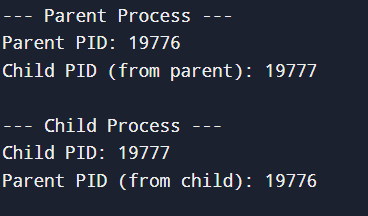 --- Parent Process ---
Parent PID: 19776
Child PID (from parent): 19777
--- Child Process ---
Child PID: 19777
Parent PID (from child): 19776